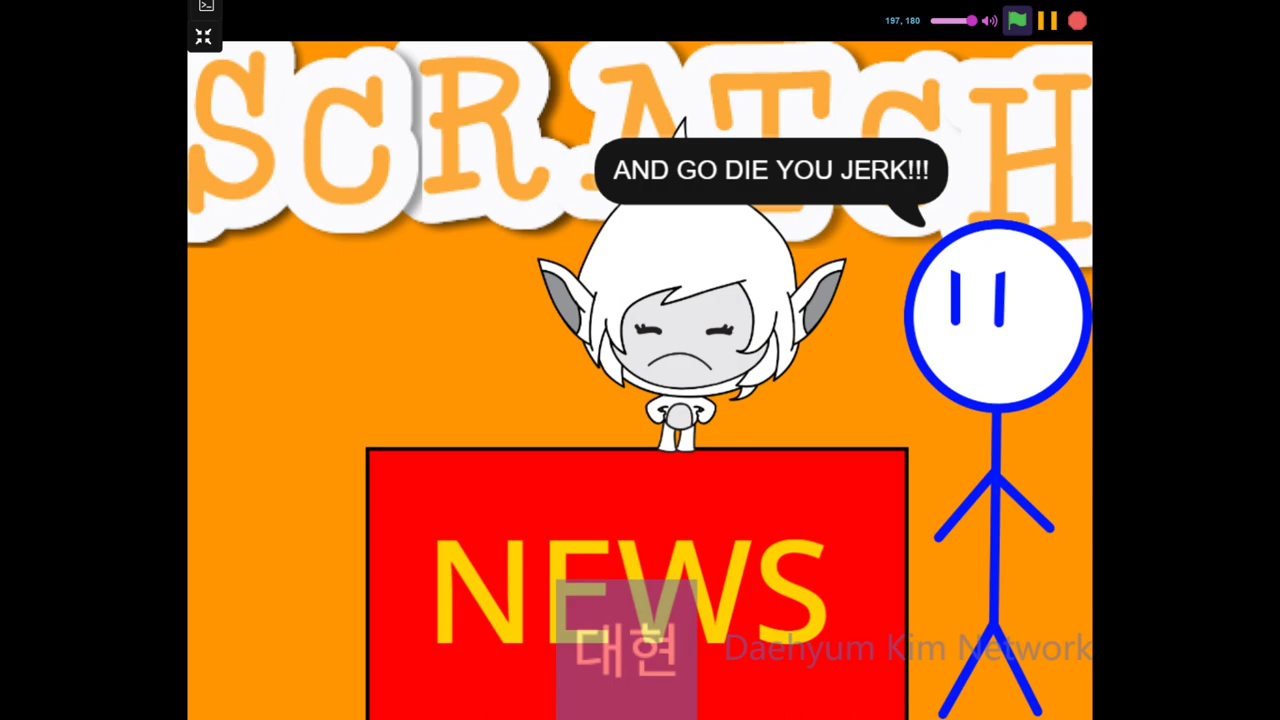 197, 180
SCRATCH
AND GO DIE YOU JERK!!!
NEWS
대현
Daehyum Kim Network